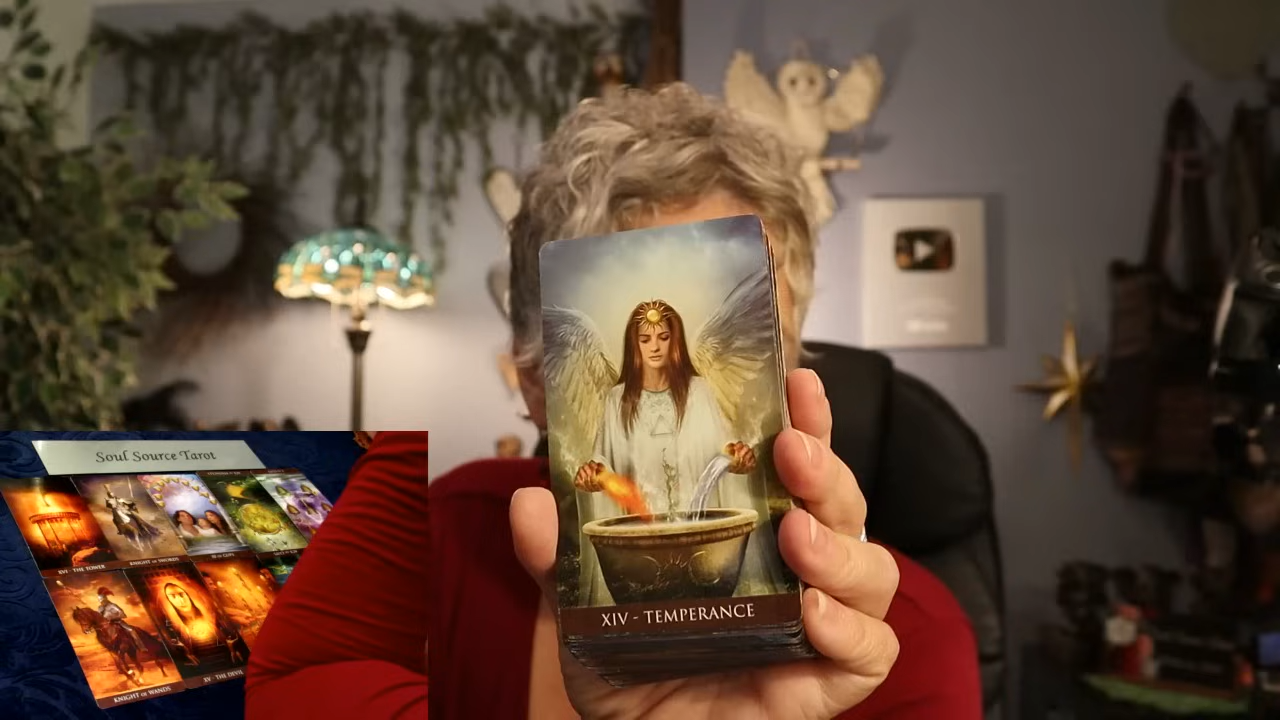 XIV - TEMPERANCE
Soul Source Tarot
XVI - THE TOWER
KNIGHT OF SWORDS
KNIGHT OF WANDS
XV - THE DEVIL